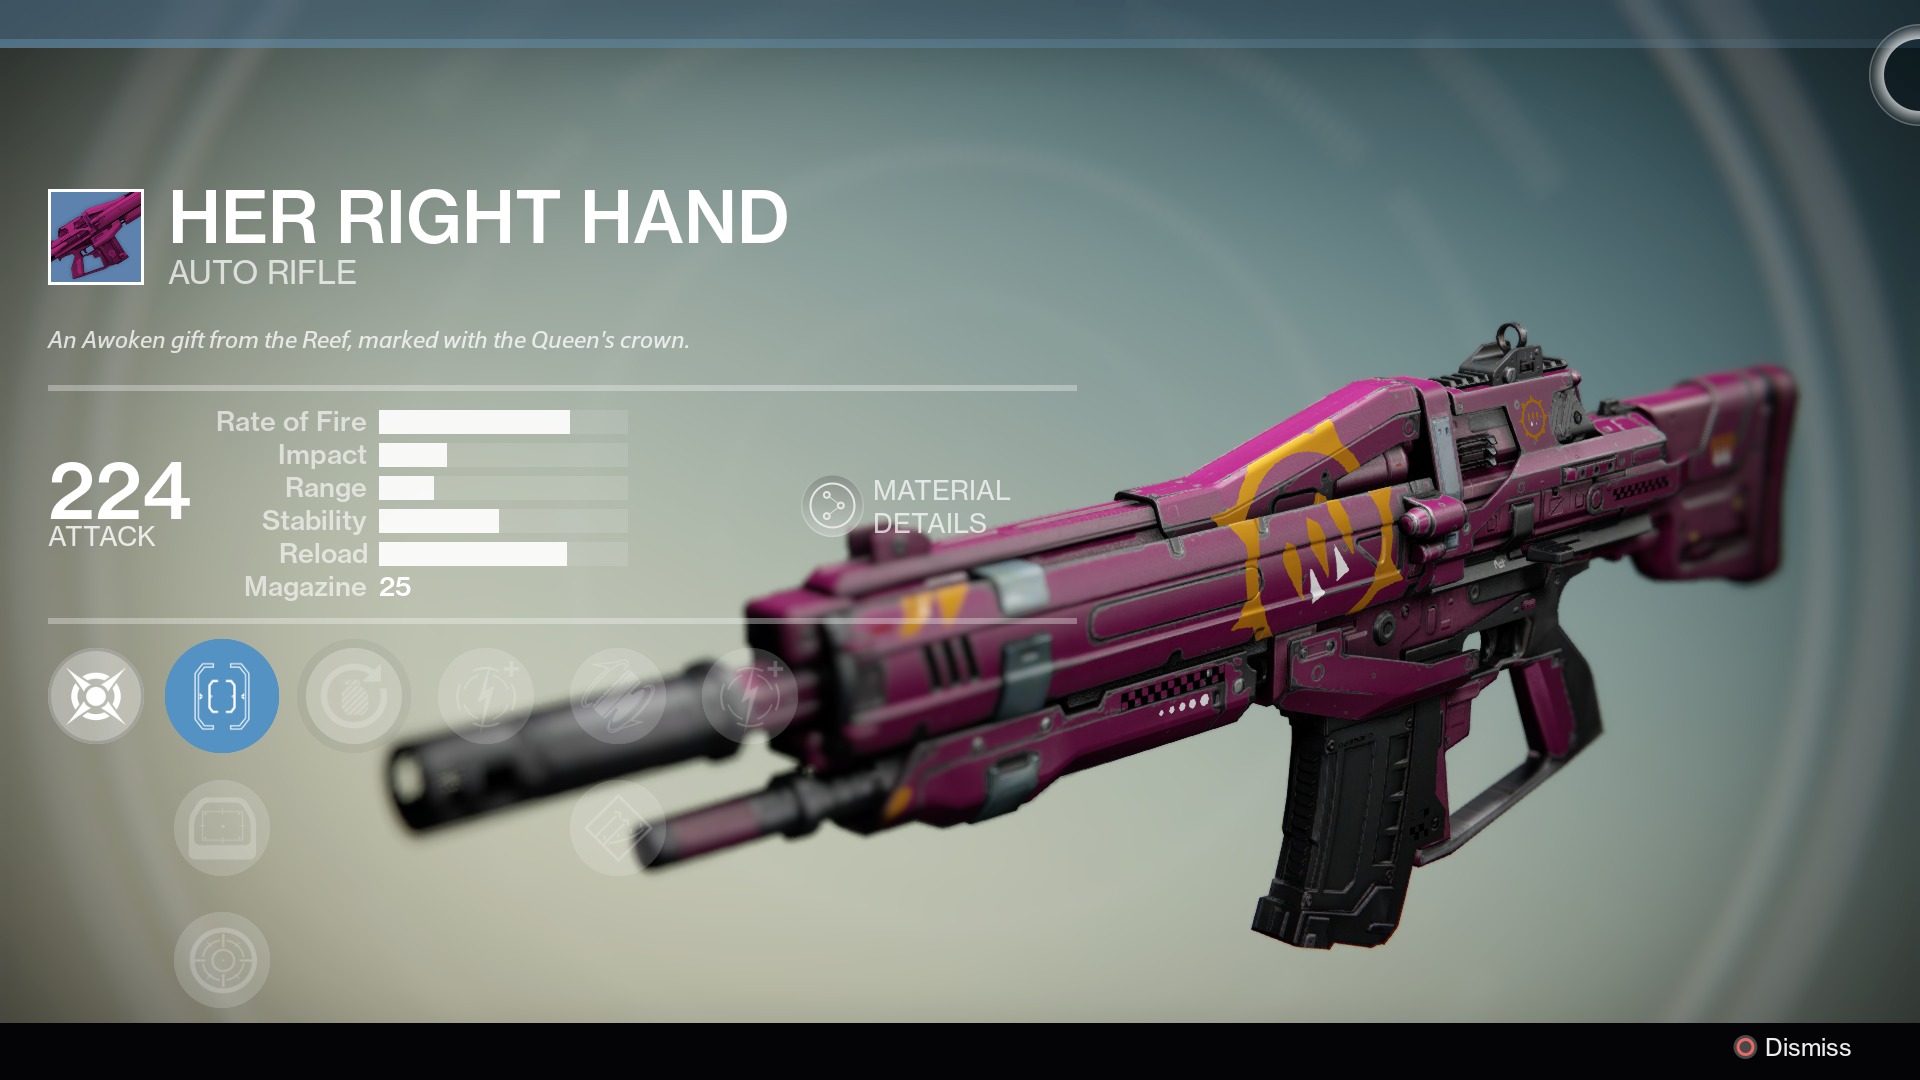 HER RIGHT HAND
AUTO RIFLE
An Awoken gift from the Reef, marked with the Queen's crown.
224
ATTACK
Rate of Fire
Impact
Range
Stability
Reload
Magazine 25
MATERIAL
DETAILS
Dismiss